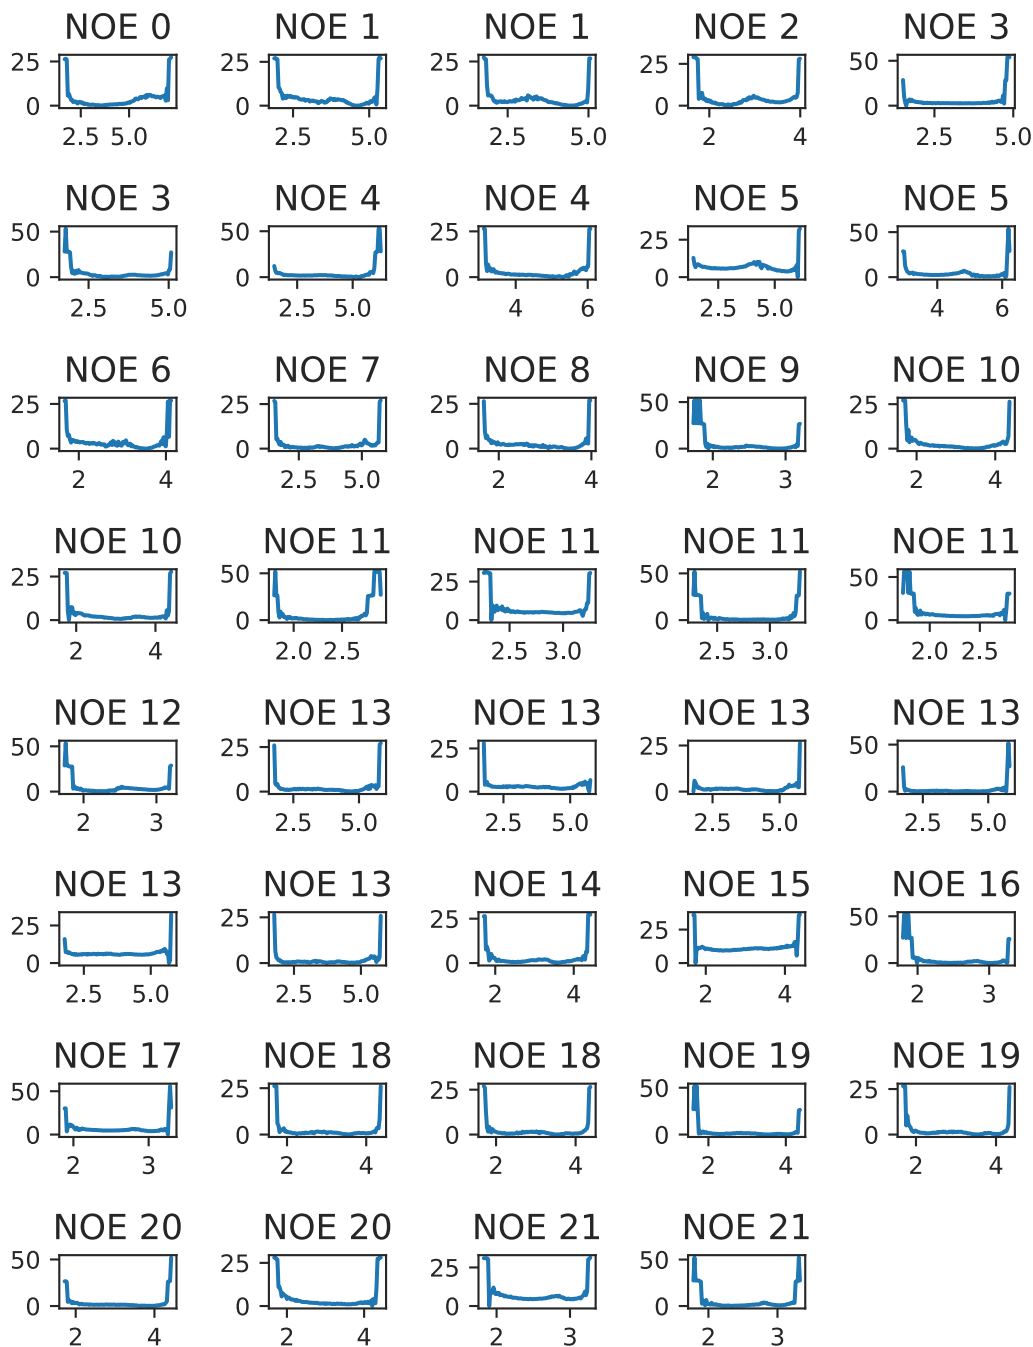 NOE 0 NOE 1 NOE 1 NOE 2 NOE 3
25 25 25 25 50
0 0 0 0 0
2.5 5.0 2.5 5.0 2.5 5.0 2 4 2.5 5.0
NOE 3 NOE 4 NOE 4 NOE 5 NOE 5
50 50 25 25 50
0 0 0 0 0
2.5 5.0 2.5 5.0 4 6 2.5 5.0 4 6
NOE 6 NOE 7 NOE 8 NOE 9 NOE 10
25 25 25 50 25
0 0 0 0 0
2 4 2.5 5.0 2 4 2 3 2 4
NOE 10 NOE 11 NOE 11 NOE 11 NOE 11
25 50 25 50 50
0 0 0 0 0
2 4 2.0 2.5 2.5 3.0 2.5 3.0 2.0 2.5
NOE 12 NOE 13 NOE 13 NOE 13 NOE 13
50 25 25 25 50
0 0 0 0 0
2 3 2.5 5.0 2.5 5.0 2.5 5.0 2.5 5.0
NOE 13 NOE 13 NOE 14 NOE 15 NOE 16
25 25 25 25 50
0 0 0 0 0
2.5 5.0 2.5 5.0 2 4 2 4 2 3
NOE 17 NOE 18 NOE 18 NOE 19 NOE 19
50 25 25 50 25
0 0 0 0 0
2 3 2 4 2 4 2 4 2 4
NOE 20 NOE 20 NOE 21 NOE 21
50 25 25 50
0 0 0 0
2 4 2 4 2 3 2 3